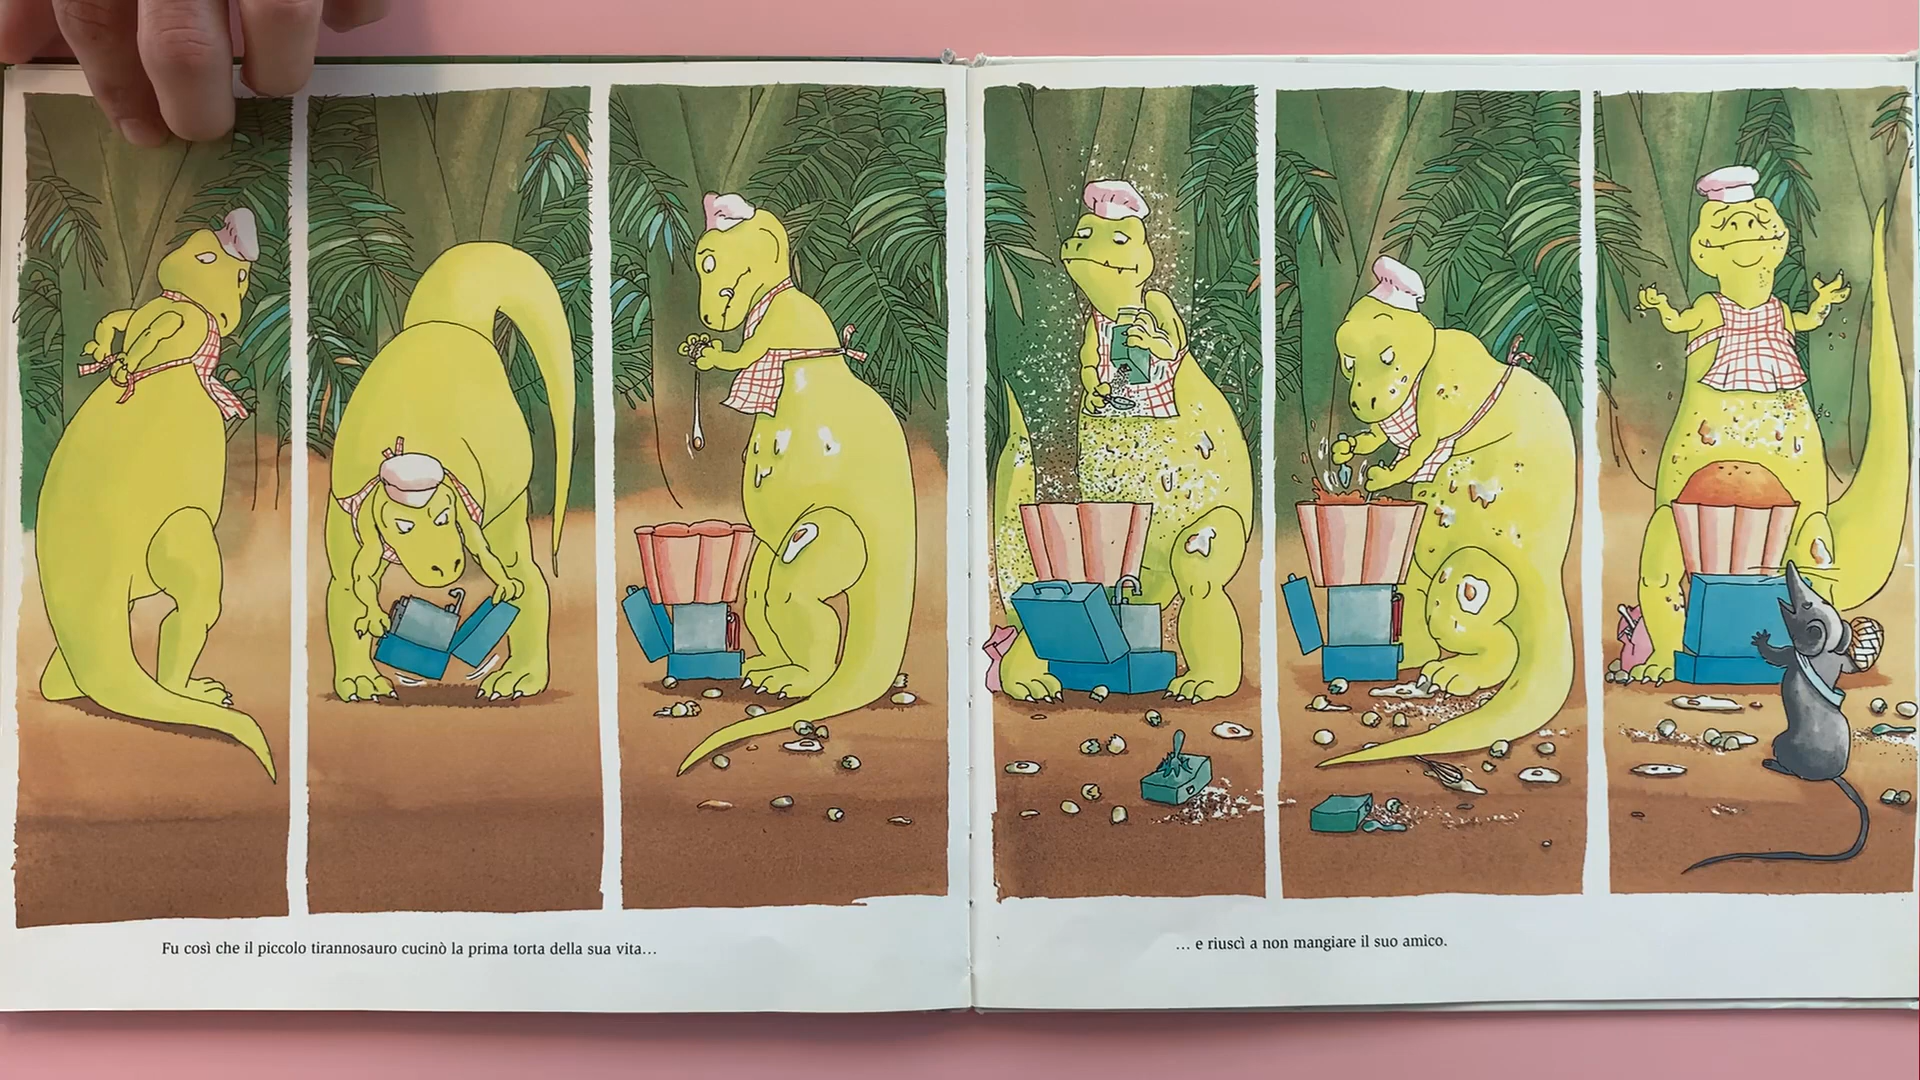 Fu così che il piccolo tirannosauro cucinò la prima torta della sua vita…
… e riuscì a non mangiare il suo amico.